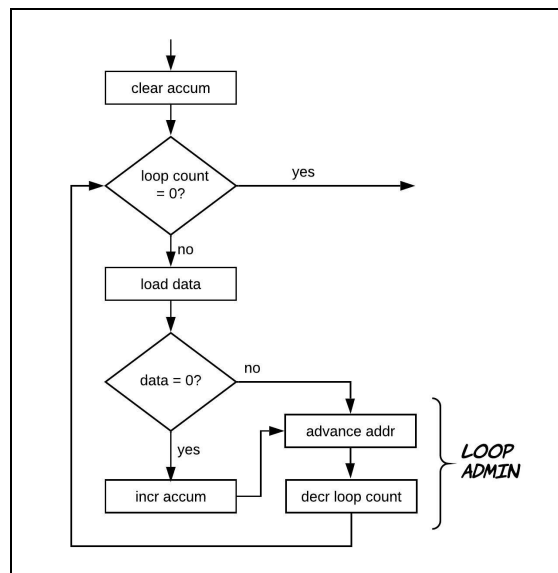 clear accum
loop count
= 0?
yes
no
load data
data = 0?
no
yes
advance addr
incr accum
decr loop count
LOOP
ADMIN